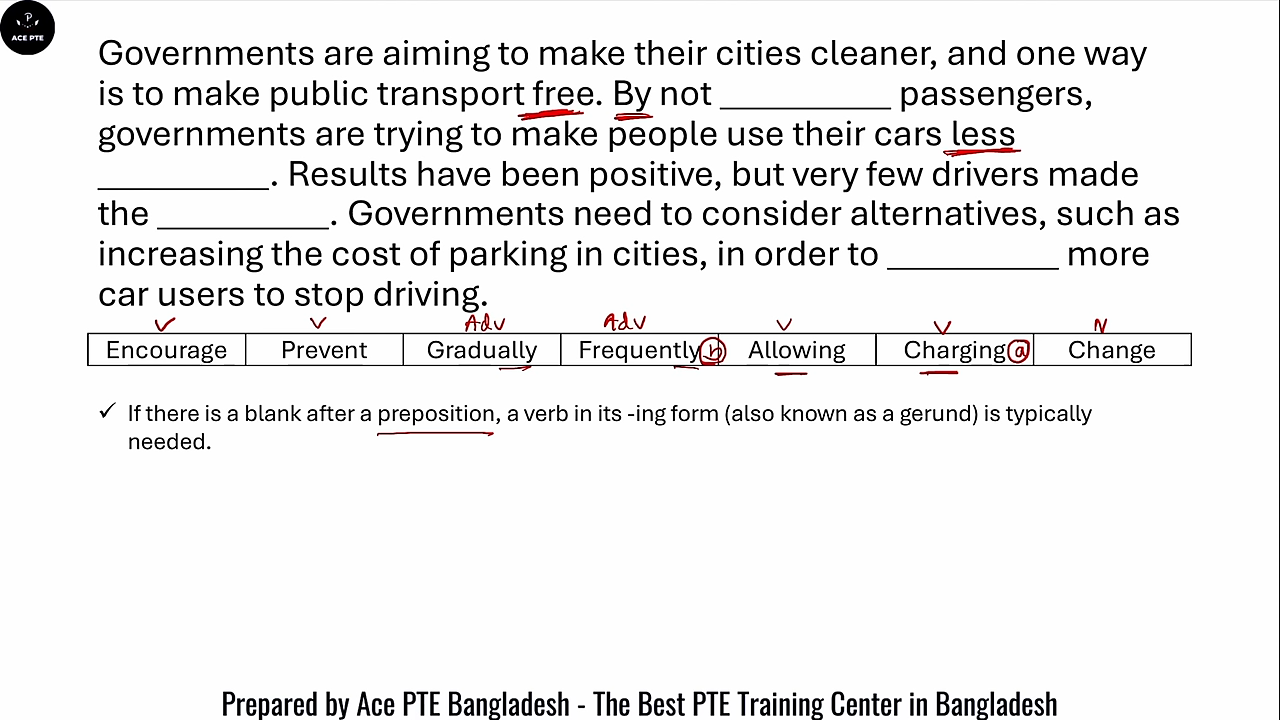 P
ACE PTE
Governments are aiming to make their cities cleaner, and one way
is to make public transport free. By not __________ passengers,
governments are trying to make people use their cars less
__________. Results have been positive, but very few drivers made
the __________. Governments need to consider alternatives, such as
increasing the cost of parking in cities, in order to __________ more
car users to stop driving.
V V Adv Adv V V N
Encourage Prevent Gradually Frequently b Allowing Charging a Change
✓ If there is a blank after a preposition, a verb in its -ing form (also known as a gerund) is typically
needed.
Prepared by Ace PTE Bangladesh - The Best PTE Training Center in Bangladesh